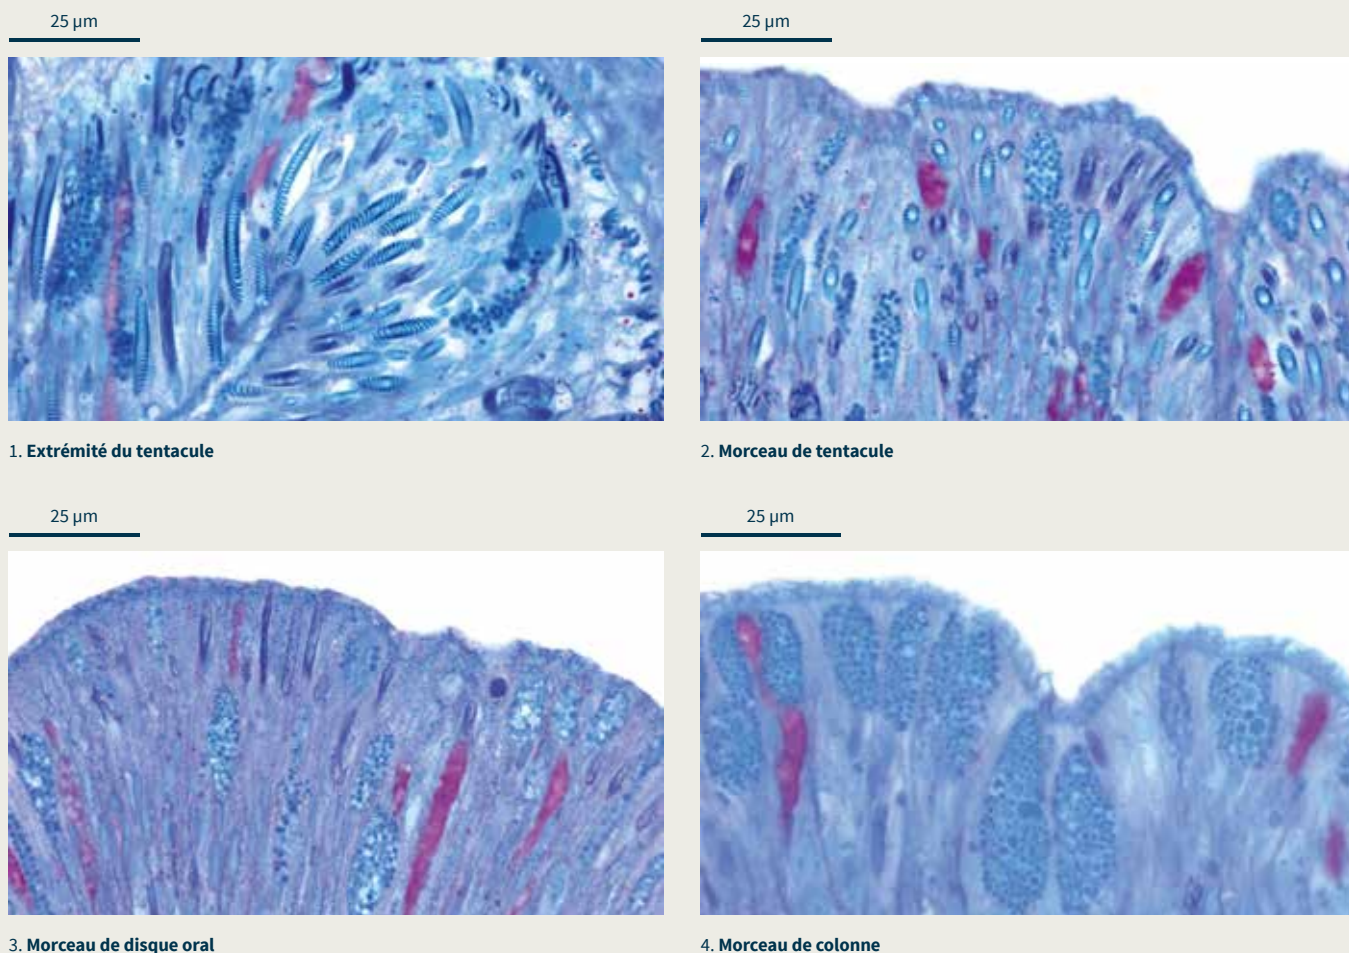 25 µm
25 µm
1. Extrémité du tentacule
2. Morceau de tentacule
25 µm
25 µm
3. Morceau de disque oral
4. Morceau de colonne